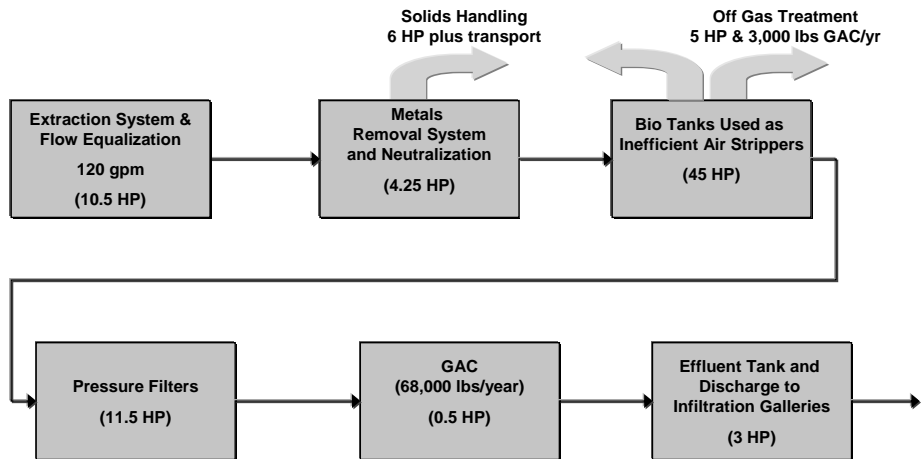 Solids Handling
6 HP plus transport
Off Gas Treatment
5 HP & 3,000 lbs GAC/yr
Extraction System &
Flow Equalization
120 gpm
(10.5 HP)
Metals
Removal System
and Neutralization
(4.25 HP)
Bio Tanks Used as
Inefficient Air Strippers
(45 HP)
Pressure Filters
(11.5 HP)
GAC
(68,000 lbs/year)
(0.5 HP)
Effluent Tank and
Discharge to
Infiltration Galleries
(3 HP)